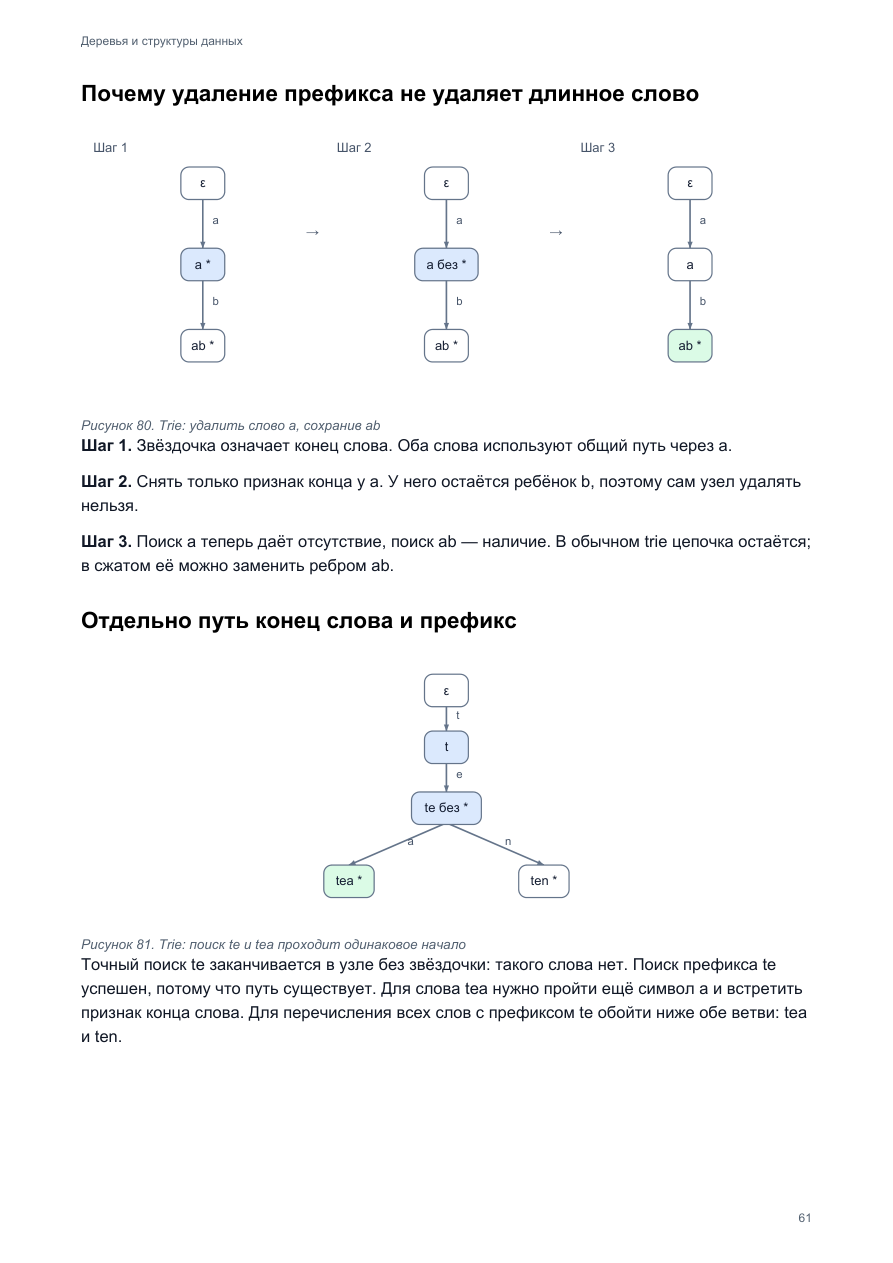 Деревья и структуры данных
Почему удаление префикса не удаляет длинное слово
Шаг 1
Шаг 2
Шаг 3
ε
ε
ε
a
a
a
→
→
a *
a без *
a
b
b
b
ab *
ab *
ab *
Рисунок 80. Trie: удалить слово a, сохранив ab
Шаг 1. Звёздочка означает конец слова. Оба слова используют общий путь через a.
Шаг 2. Снять только признак конца у a. У него остаётся ребёнок b, поэтому сам узел удалять
нельзя.
Шаг 3. Поиск a теперь даёт отсутствие, поиск ab — наличие. В обычном trie цепочка остаётся;
в сжатом её можно заменить ребром ab.
Отдельно путь конец слова и префикс
ε
t
t
e
te без *
a
n
tea *
ten *
Рисунок 81. Trie: поиск te и tea проходит одинаковое начало
Точный поиск te заканчивается в узле без звёздочки: такого слова нет. Поиск префикса te
успешен, потому что путь существует. Для слова tea нужно пройти ещё символ a и встретить
признак конца слова. Для перечисления всех слов с префиксом te обойти ниже обе ветви: tea
и ten.
61